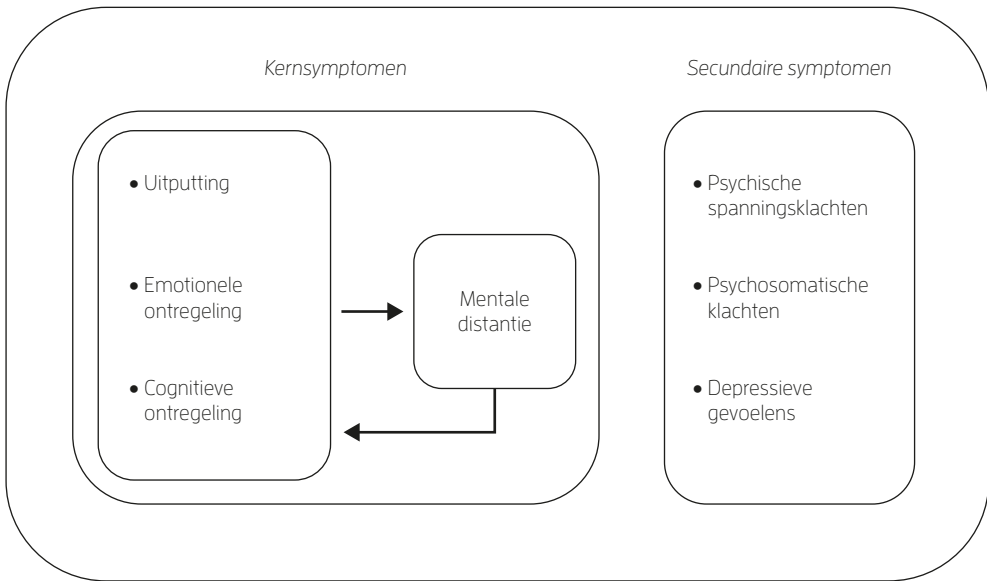 Kernsymptomen
• Uitputting
• Emotionele
ontregeling
• Cognitieve
ontregeling
Mentale
distantie
Secundaire symptomen
• Psychische
spanningsklachten
• Psychosomatische
klachten
• Depressieve
gevoelens